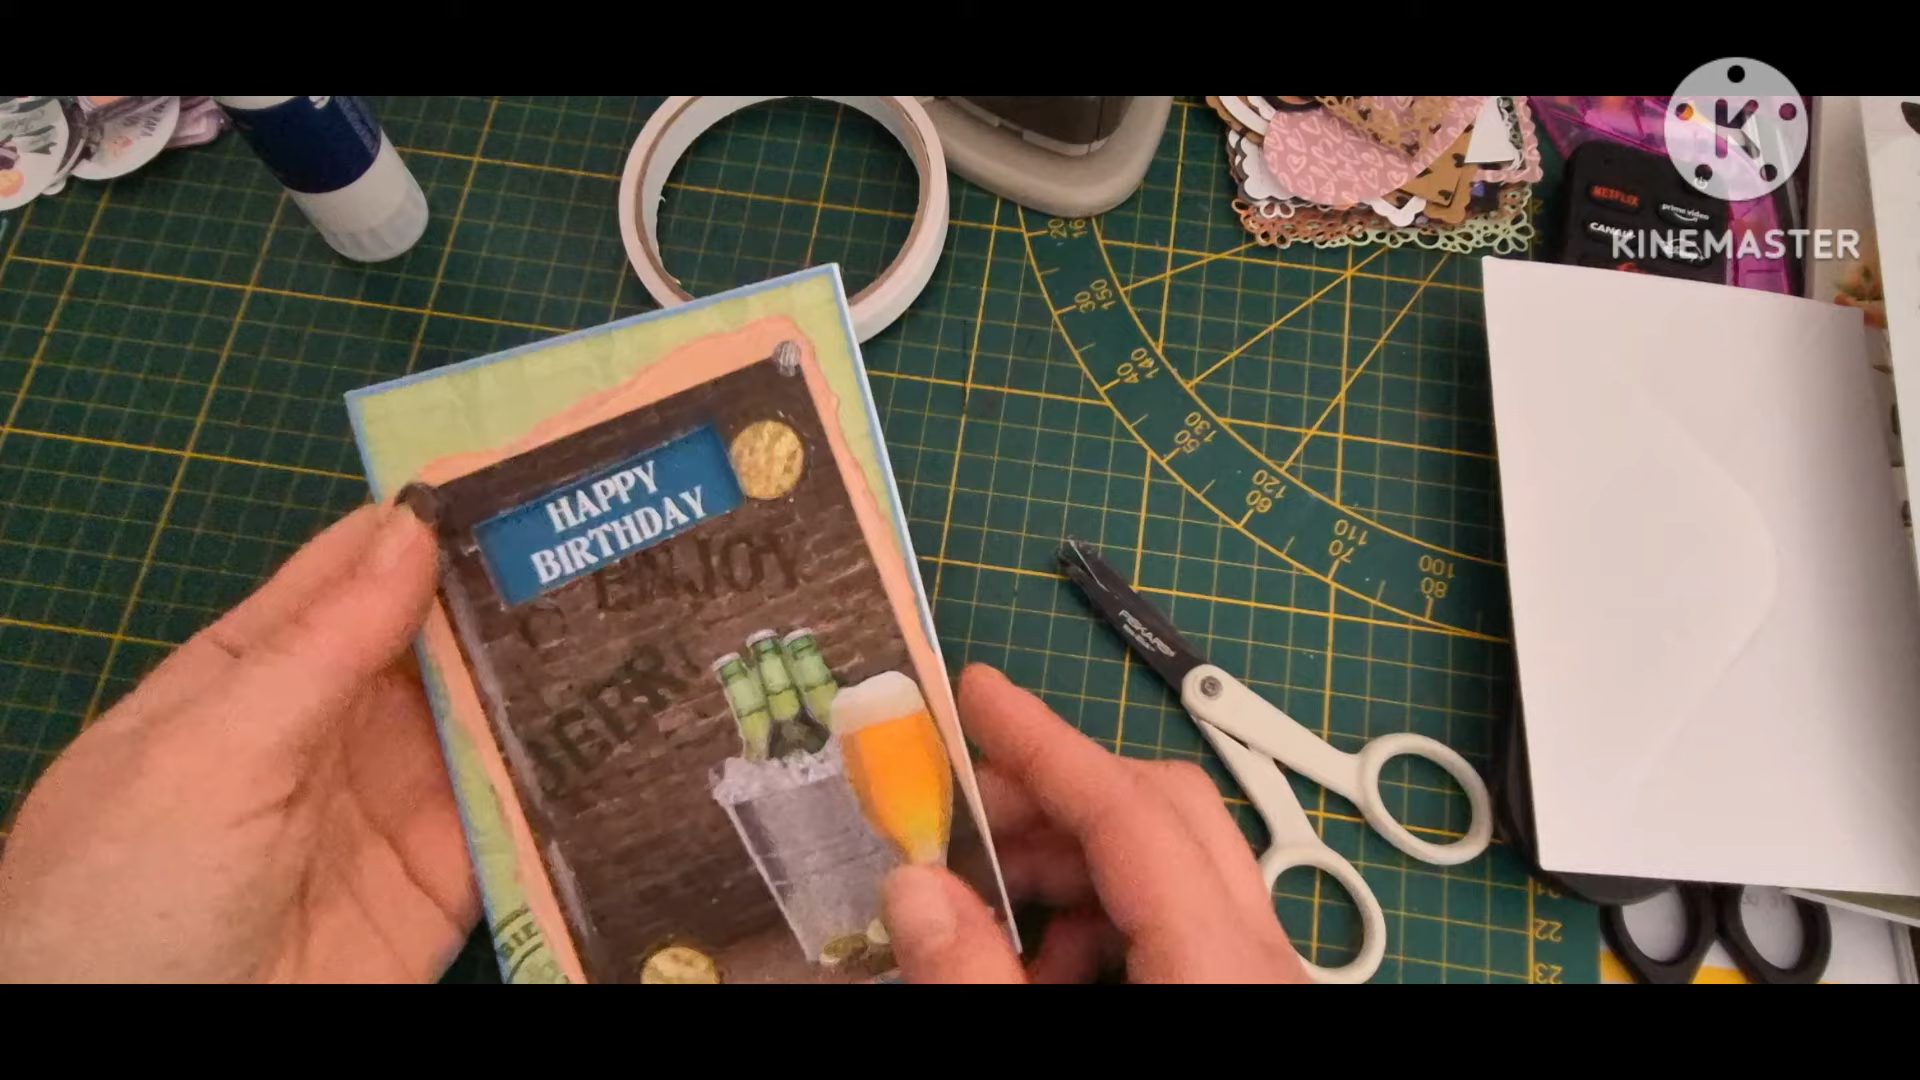 KINEMASTER
NETFLIX
prime video
HAPPY
BIRTHDAY
ENJOY
BEER!
FISKARS
20
30
150
40
140
50
130
60
120
70
110
80
100
22
23